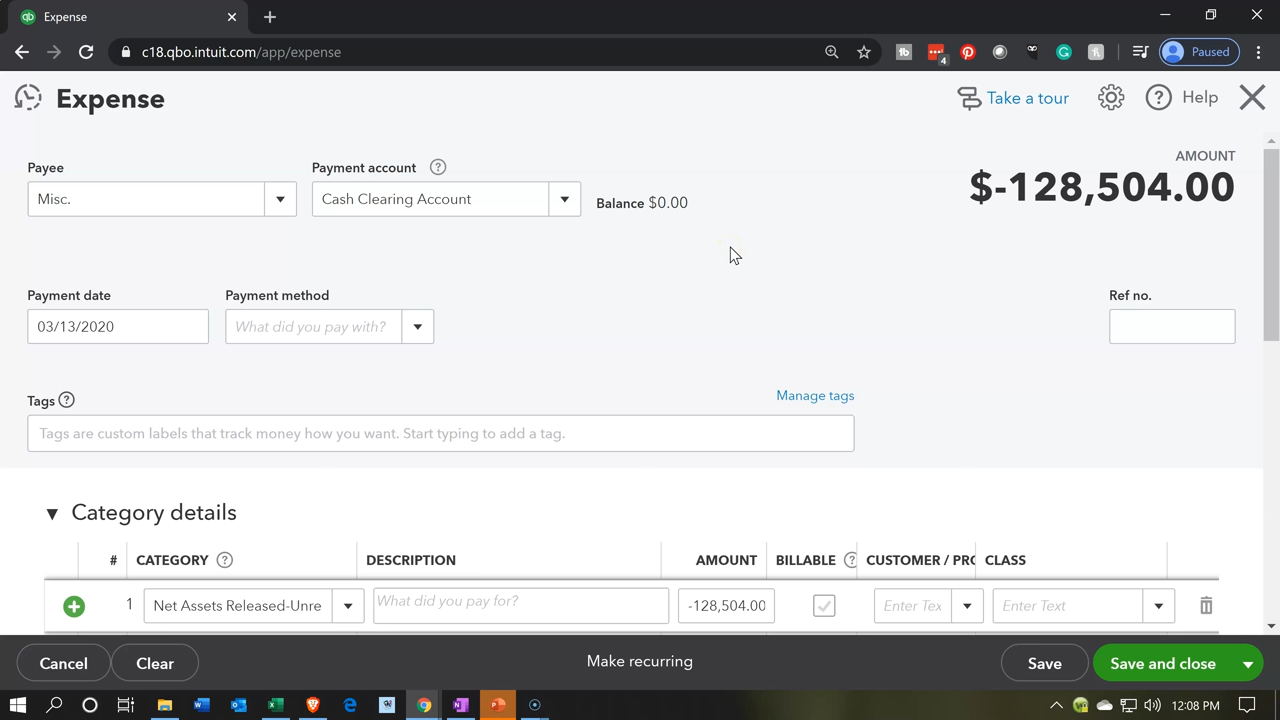 Expense
c18.qbo.intuit.com/app/expense
4
Paused
Expense
Take a tour
Help
Payee
Payment account
AMOUNT
$-128,504.00
Misc.
Cash Clearing Account
Balance $0.00
Payment date
Payment method
Ref no.
03/13/2020
What did you pay with?
Tags
Manage tags
Tags are custom labels that track money how you want. Start typing to add a tag.
Category details
# CATEGORY DESCRIPTION AMOUNT BILLABLE CUSTOMER / PRO CLASS
1 Net Assets Released-Unre What did you pay for? -128,504.00 Enter Tex Enter Text
Cancel Clear Make recurring Save Save and close
12:08 PM